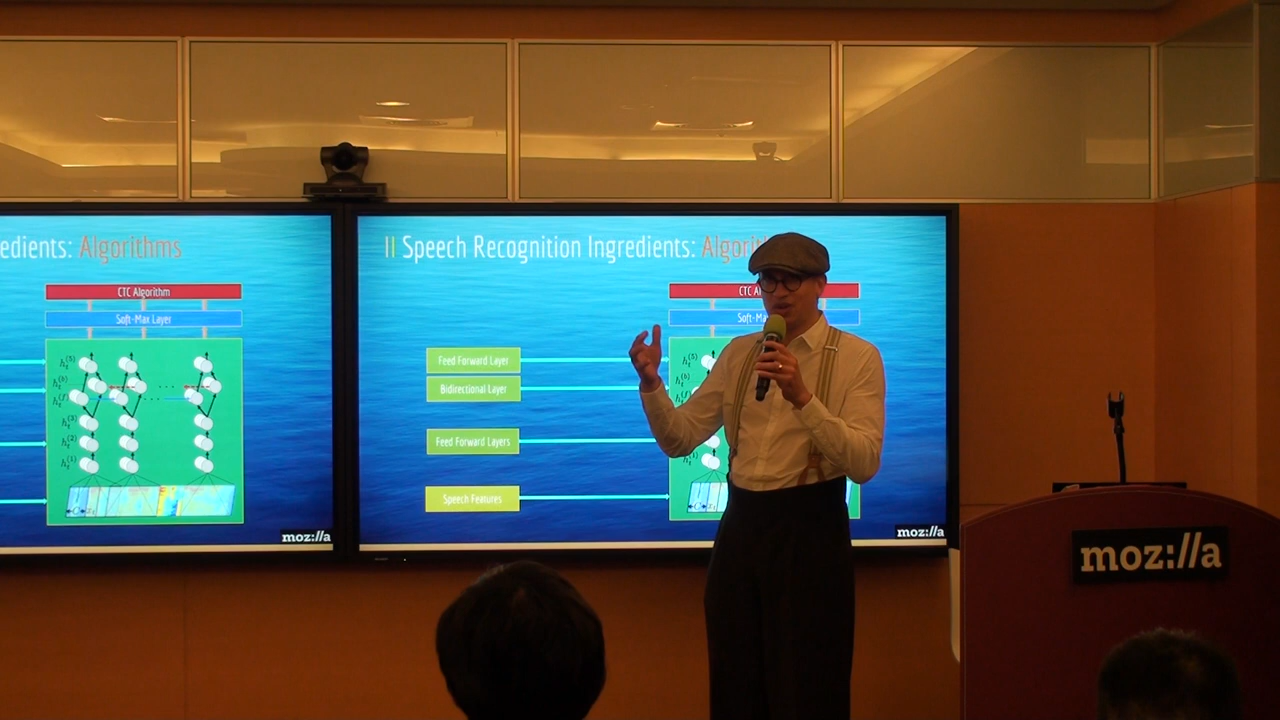 edients: Algorithms
CTC Algorithm
Soft-Max Layer
moz://a
II Speech Recognition Ingredients: Algori
CTC Al
Soft-Ma
Feed Forward Layer
Bidirectional Layer
Feed Forward Layers
Speech Features
moz://a
moz://a